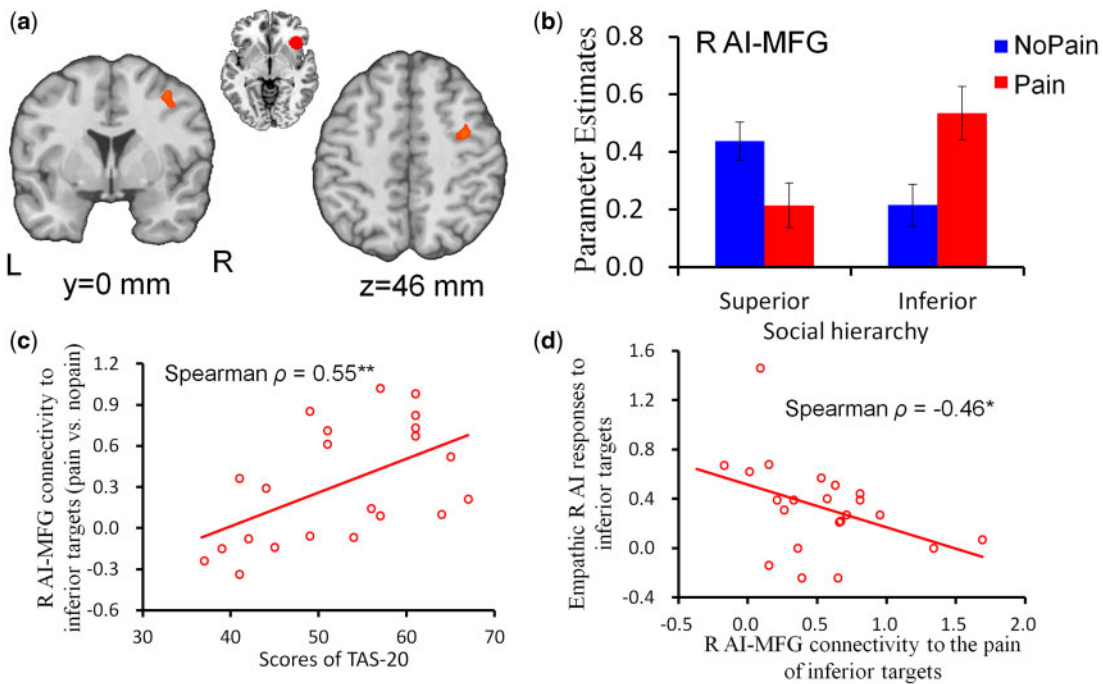 (a)
L
R
y=0 mm
z=46 mm
(b)
R AI-MFG
NoPain
Pain
Parameter Estimates
0.8
0.6
0.4
0.2
0.0
Superior
Inferior
Social hierarchy
(c)
R AI-MFG connectivity to
inferior targets (pain vs. nopain)
Spearman ρ = 0.55**
1.2
0.9
0.6
0.3
0.0
-0.3
-0.6
30
40
50
60
70
Scores of TAS-20
(d)
Empathic R AI responses to
inferior targets
Spearman ρ = -0.46*
1.6
1.0
0.6
0.0
-0.4
-0.5
0.0
0.5
1.0
1.5
2.0
R AI-MFG connectivity to the pain
of inferior targets